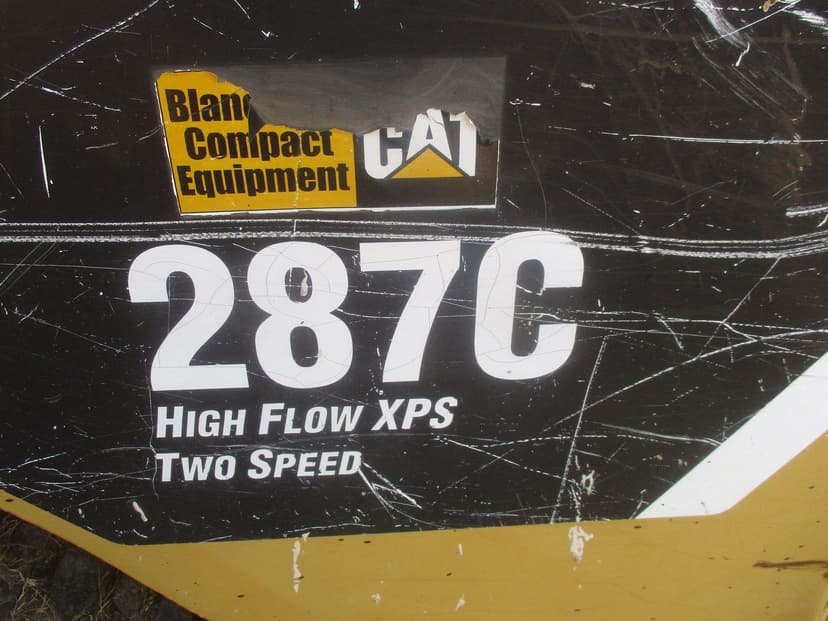 Compact
Equipment
CAT
287C
HIGH FLOW XPS
TWO SPEED